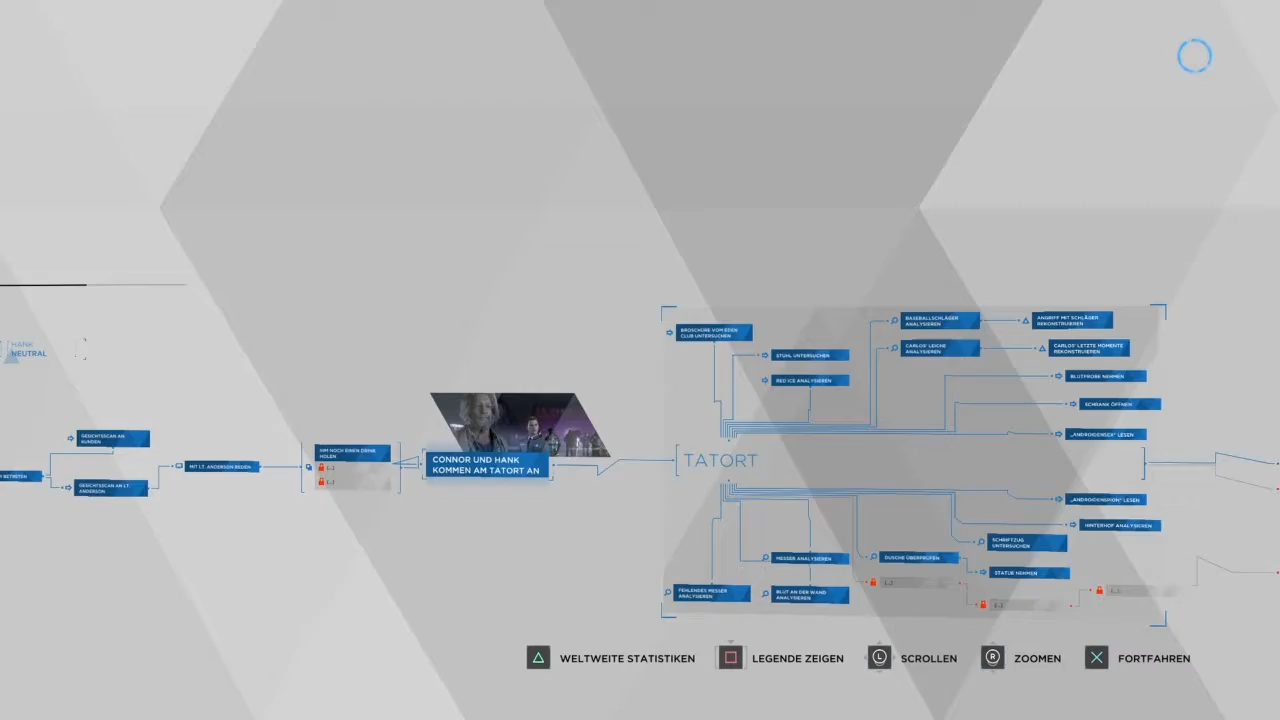 HANK
NEUTRAL
BETRETEN
GESICHTSSCAN AN
KUNDEN
GESICHTSSCAN AN LT.
ANDERSON
MIT LT. ANDERSON REDEN
IHM NOCH EINEN DRINK
HOLEN
(...)
(...)
CONNOR UND HANK
KOMMEN AM TATORT AN
TATORT
BROSCHÜRE VOM EDEN
CLUB UNTERSUCHEN
STUHL UNTERSUCHEN
RED ICE ANALYSIEREN
BASEBALLSCHLÄGER
ANALYSIEREN
ANGRIFF MIT SCHLÄGER
REKONSTRUIEREN
CARLOS' LEICHE
ANALYSIEREN
CARLOS' LETZTE MOMENTE
REKONSTRUIEREN
BLUTPROBE NEHMEN
SCHRANK ÖFFNEN
„ANDROIDENSEX" LESEN
„ANDROIDENSPION" LESEN
HINTERHOF ANALYSIEREN
SCHRIFTZUG
UNTERSUCHEN
MESSER ANALYSIEREN
DUSCHE ÜBERPRÜFEN
STATUE NEHMEN
(...)
(...)
(...)
FEHLENDES MESSER
ANALYSIEREN
BLUT AN DER WAND
ANALYSIEREN
WELTWEITE STATISTIKEN
LEGENDE ZEIGEN
L SCROLLEN
R ZOOMEN
FORTFAHREN